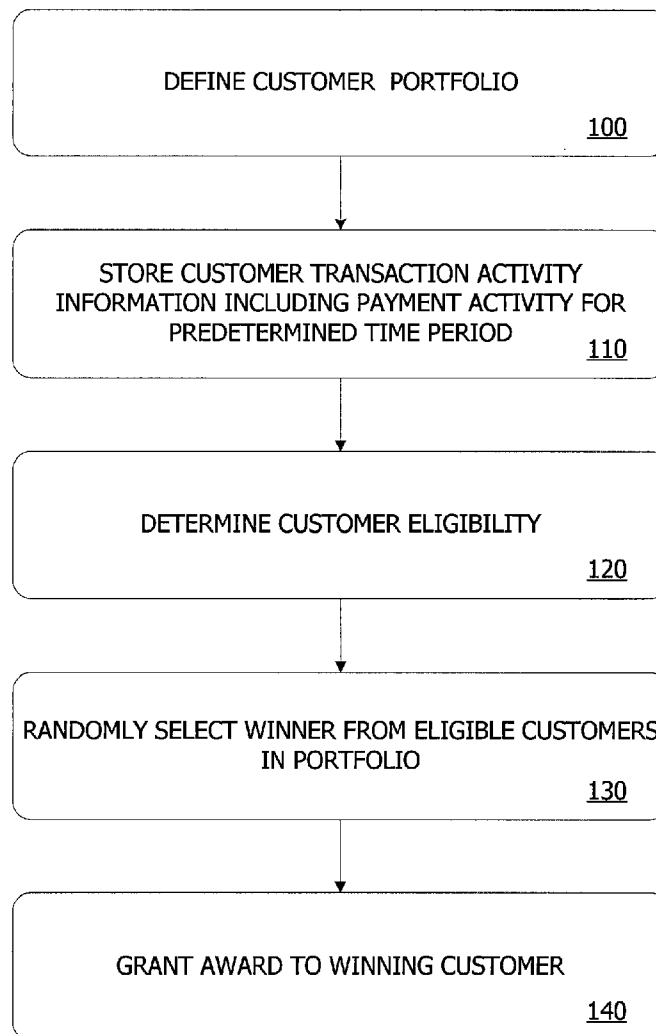 DEFINE CUSTOMER PORTFOLIO
100
STORE CUSTOMER TRANSACTION ACTIVITY
INFORMATION INCLUDING PAYMENT ACTIVITY FOR
PREDETERMINED TIME PERIOD
110
DETERMINE CUSTOMER ELIGIBILITY
120
RANDOMLY SELECT WINNER FROM ELIGIBLE CUSTOMERS
IN PORTFOLIO
130
GRANT AWARD TO WINNING CUSTOMER
140